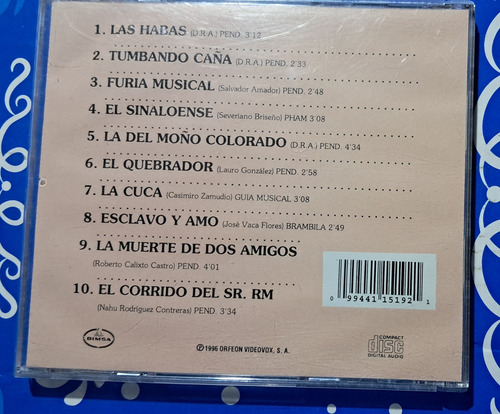 1. LAS HABAS (D.R.A.) PEND. 3'12
2. TUMBANDO CAÑA (D.R.A.) PEND. 2'33
3. FURIA MUSICAL (Salvador Amador) PEND. 2'48
4. EL SINALOENSE (Severiano Briseño) PHAM 3'08
5. LA DEL MOÑO COLORADO (D.R.A.) PEND. 4'34
6. EL QUEBRADOR (Lauro González) PEND. 2'58
7. LA CUCA (Casimiro Zamudio) GUIA MUSICAL 3'08
8. ESCLAVO Y AMO (José Vaca Flores) BRAMBILA 2'49
9. LA MUERTE DE DOS AMIGOS
(Roberto Calixto Castro) PEND. 4'01
10. EL CORRIDO DEL SR. RM
(Nahu Rodríguez Contreras) PEND. 3'34
0 99441 15192 1
BIMSA
℗1996 ORFEON VIDEOVOX, S. A.
COMPACT
disc
DIGITAL AUDIO